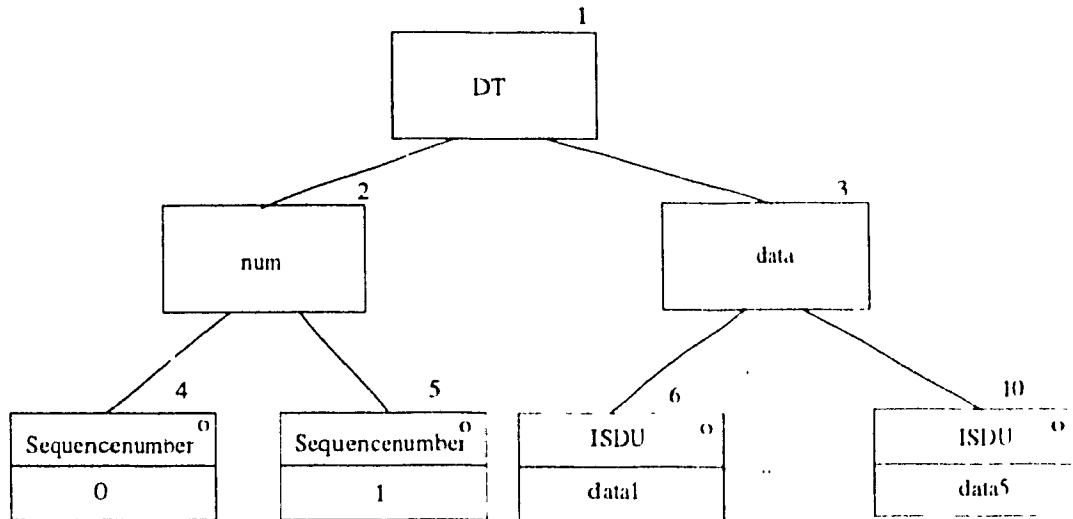 1
DT
2
3
num
data
4
5
6
10
Sequencenumber o
Sequencenumber o
ISDU o
ISDU o
0
1
data1
..
data5